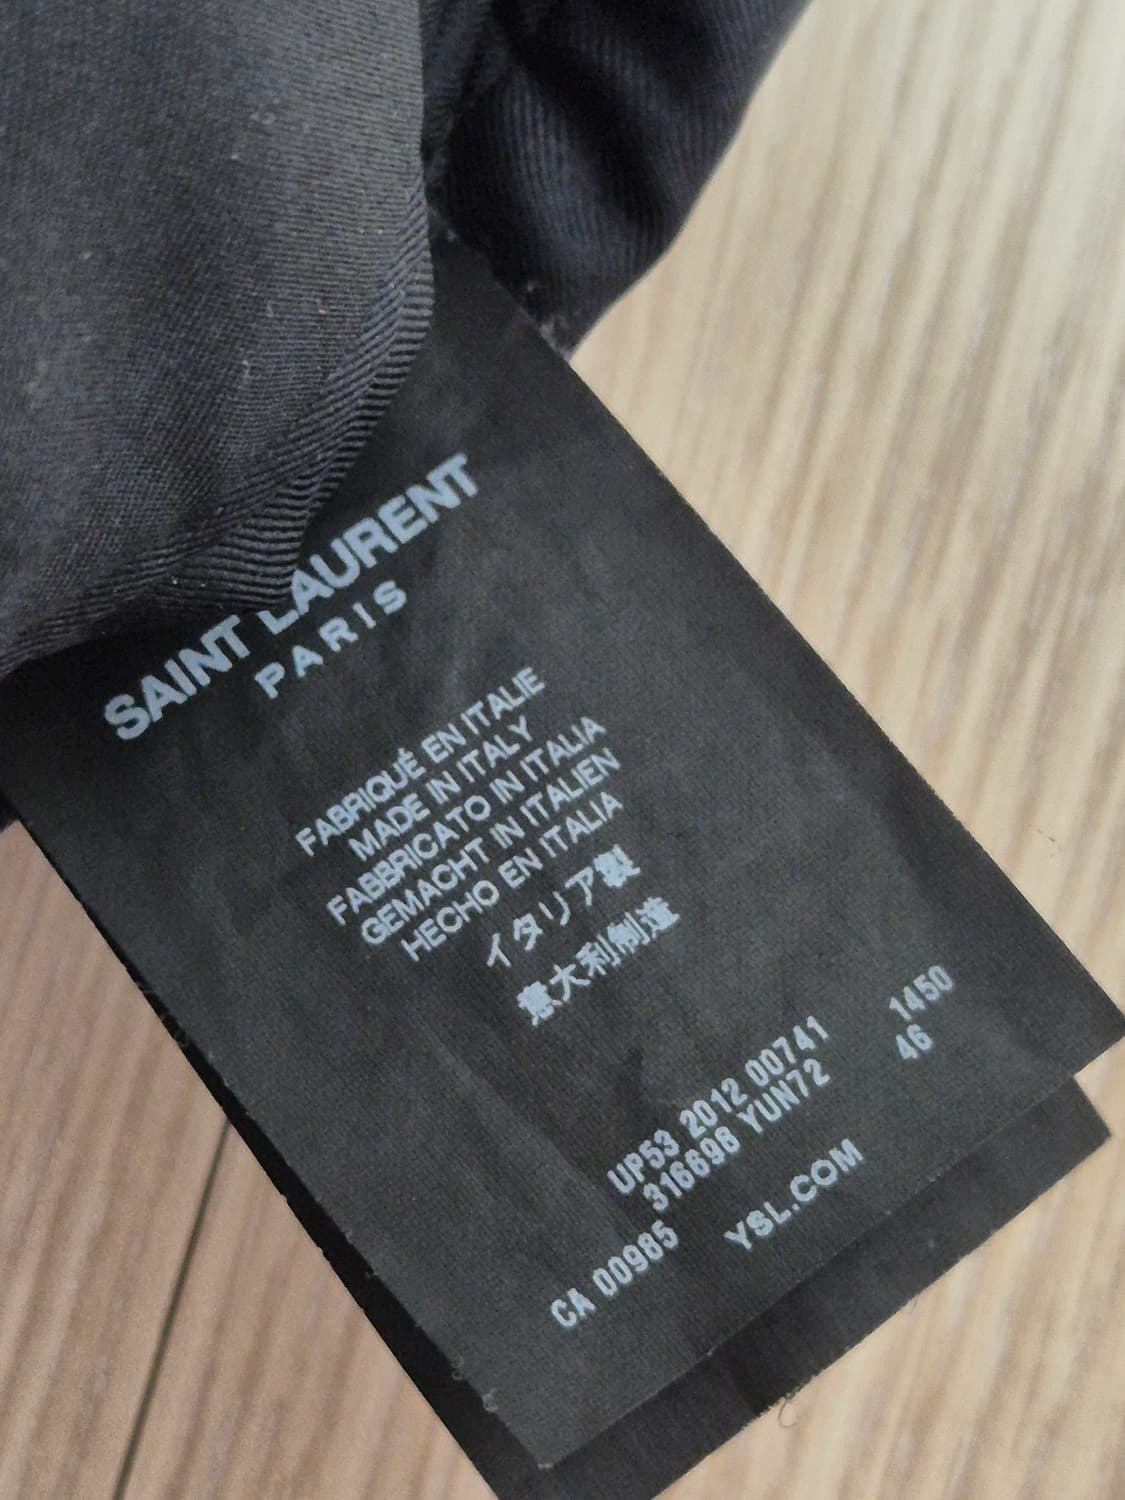 SAINT LAURENT
PARIS
FABRIQUÉ EN ITALIE
MADE IN ITALY
FABBRICATO IN ITALIA
GEMACHT IN ITALIEN
HECHO EN ITALIA
イタリア製
意大利制造
UP53 2012 00741 1450
316698 YUN72 46
CA 00985 YSL.COM